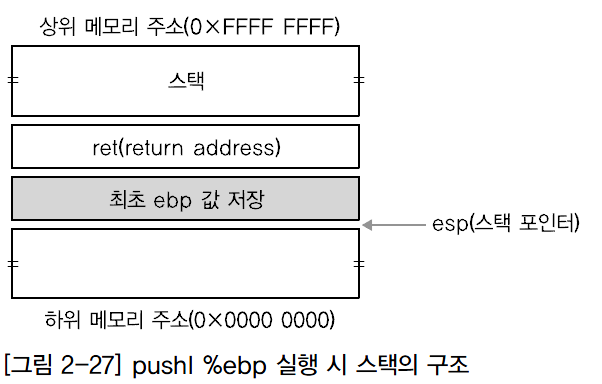 상위 메모리 주소(0×FFFF FFFF)
스택
ret(return address)
최초 ebp 값 저장
esp(스택 포인터)
하위 메모리 주소(0×0000 0000)
[그림 2-27] pushl %ebp 실행 시 스택의 구조